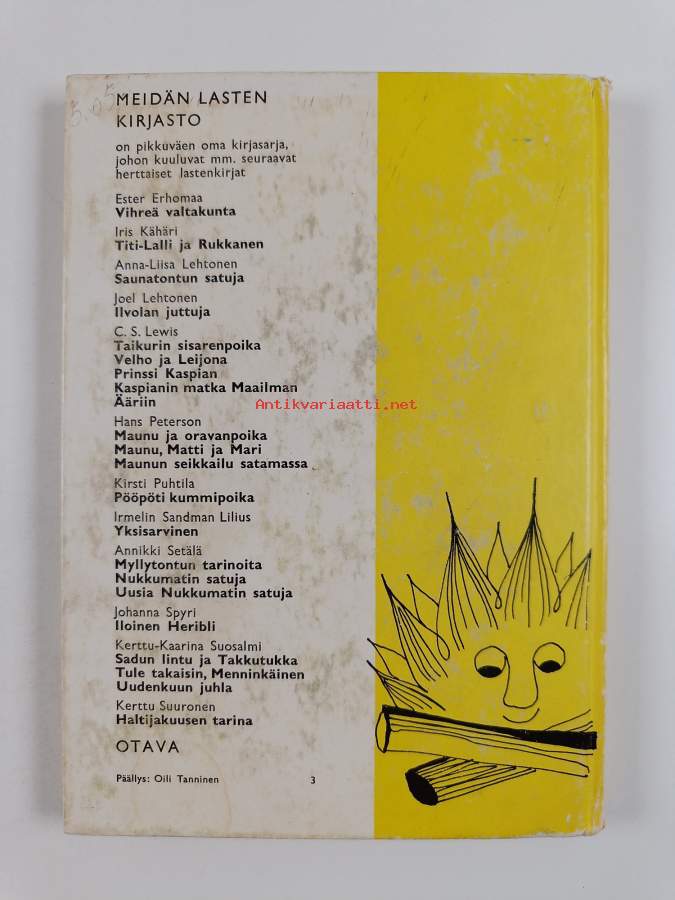 5.05
MEIDÄN LASTEN
KIRJASTO
on pikkuväen oma kirjasarja,
johon kuuluvat mm. seuraavat
herttaiset lastenkirjat
Ester Erhomaa
Vihreä valtakunta
Iris Kähäri
Titi-Lalli ja Rukkanen
Anna-Liisa Lehtonen
Saunatontun satuja
Joel Lehtonen
Ilvolan juttuja
C. S. Lewis
Taikurin sisarenpoika
Velho ja Leijona
Prinssi Kaspian
Kaspianin matka Maailman
Ääriin
Antikvariaatti.net
Hans Peterson
Maunu ja oravanpoika
Maunu, Matti ja Mari
Maunun seikkailu satamassa
Kirsti Puhtila
Pööpöti kummipoika
Irmelin Sandman Lilius
Yksisarvinen
Annikki Setälä
Myllytontun tarinoita
Nukkumatin satuja
Uusia Nukkumatin satuja
Johanna Spyri
Iloinen Heribli
Kerttu-Kaarina Suosalmi
Sadun lintu ja Takkutukka
Tule takaisin, Menninkäinen
Uudenkuun juhla
Kerttu Suuronen
Haltijakuusen tarina
OTAVA
Päällys: Oili Tanninen 3